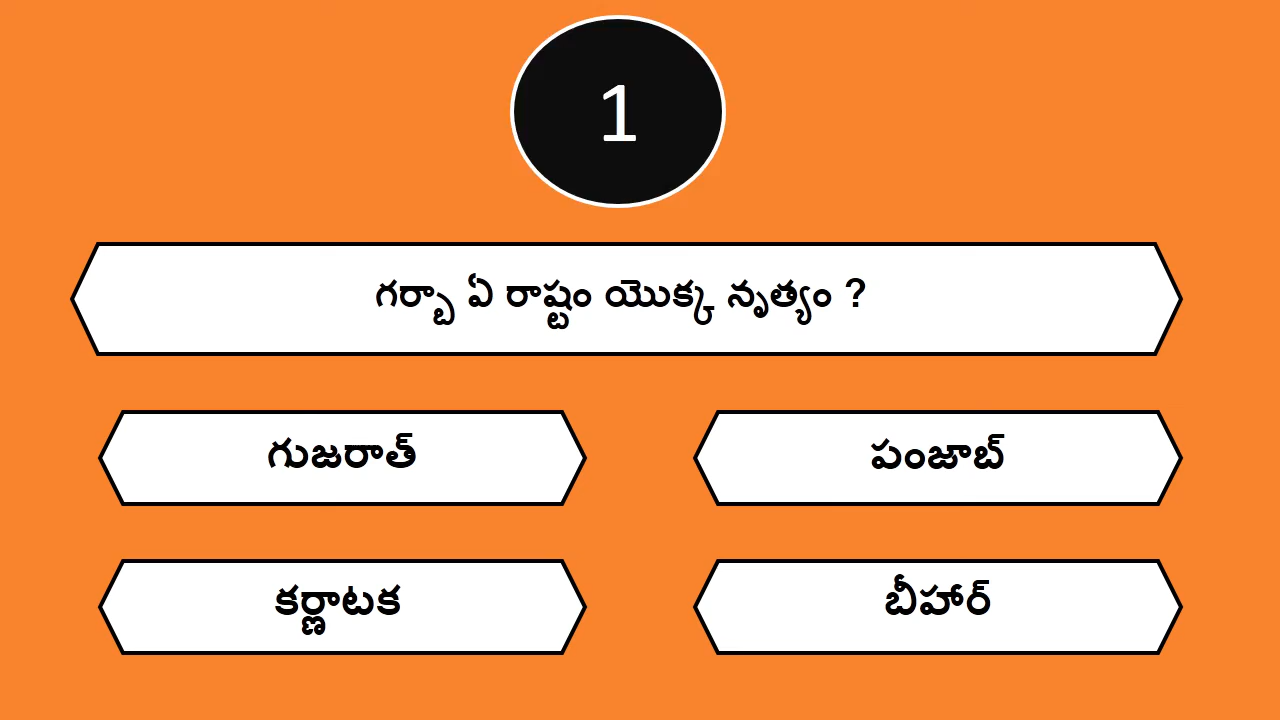 1
గర్బా ఏ రాష్టం యొక్క నృత్యం ?
గుజరాత్
పంజాబ్
కర్ణాటక
బీహార్